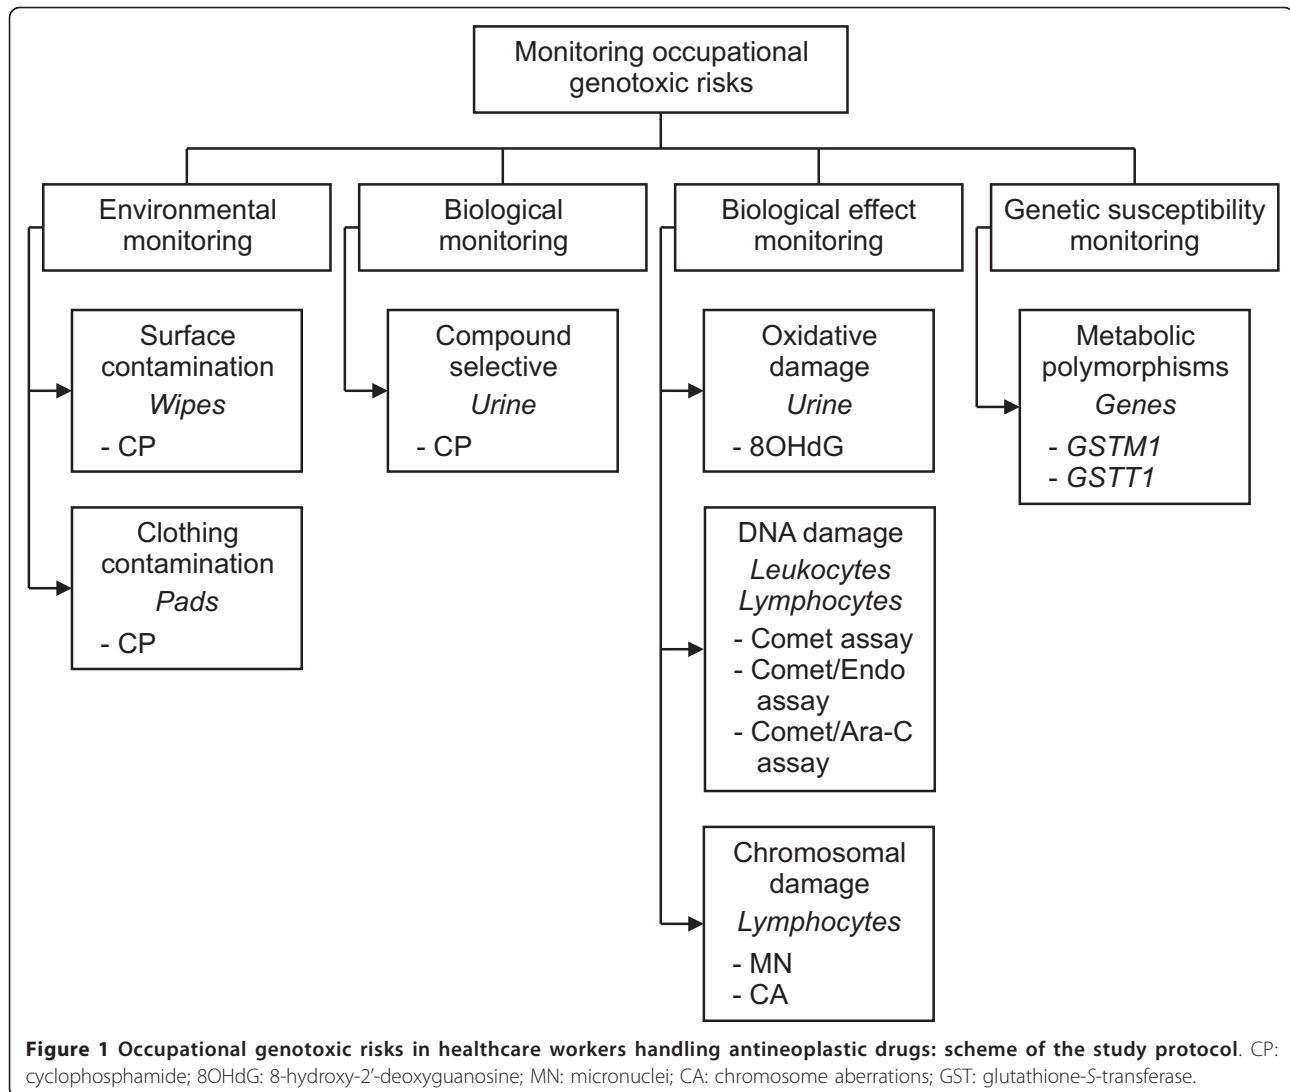 Monitoring occupational
genotoxic risks
Environmental
monitoring
Biological
monitoring
Biological effect
monitoring
Genetic susceptibility
monitoring
Surface
contamination
Wipes
- CP
Clothing
contamination
Pads
- CP
Compound
selective
Urine
- CP
Oxidative
damage
Urine
- 8OHdG
DNA damage
Leukocytes
Lymphocytes
- Comet assay
- Comet/Endo
assay
- Comet/Ara-C
assay
Chromosomal
damage
Lymphocytes
- MN
- CA
Metabolic
polymorphisms
Genes
- GSTM1
- GSTT1
Figure 1 Occupational genotoxic risks in healthcare workers handling antineoplastic drugs: scheme of the study protocol. CP:
cyclophosphamide; 8OHdG: 8-hydroxy-2’-deoxyguanosine; MN: micronuclei; CA: chromosome aberrations; GST: glutathione-S-transferase.